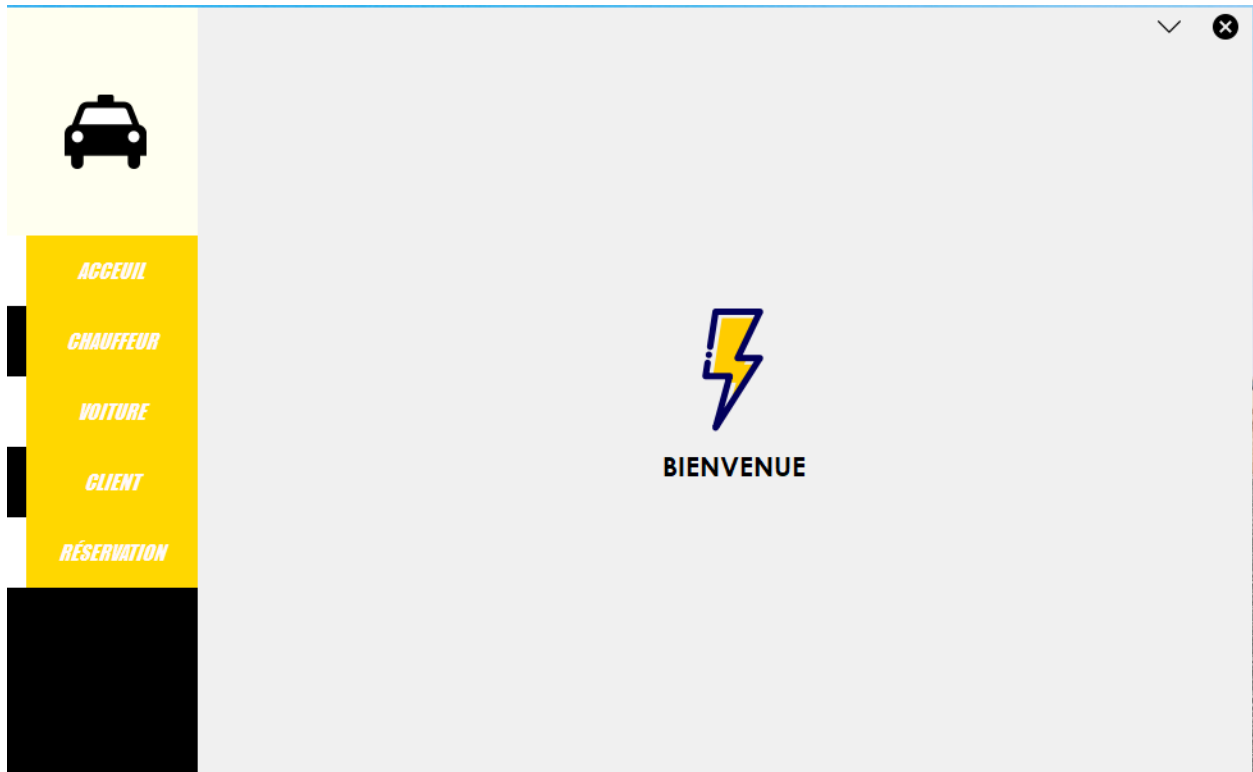 ACCEUIL
CHAUFFEUR
VOITURE
CLIENT
RÉSERVATION
BIENVENUE